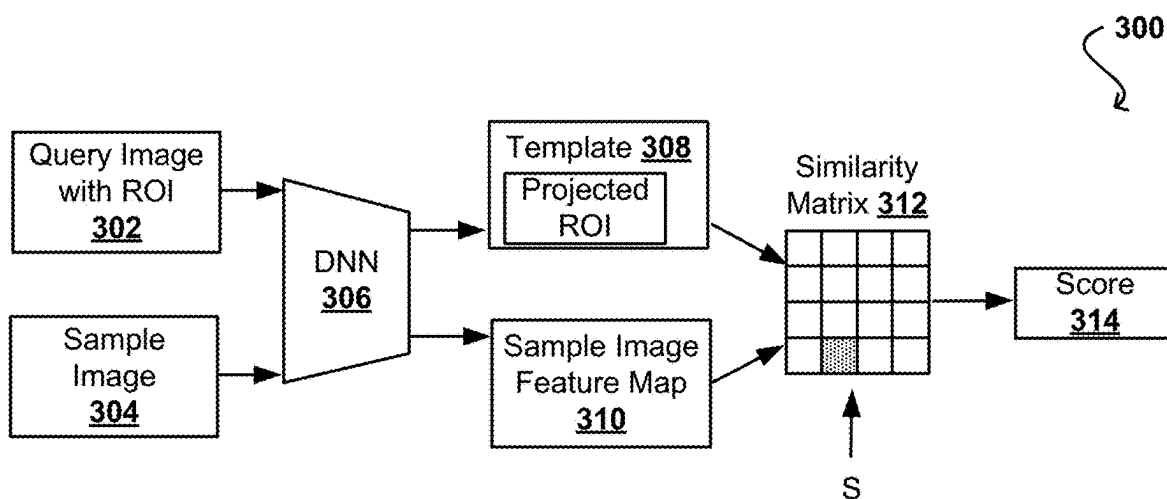 300
Query Image
with ROI
302
Sample
Image
304
DNN
306
Template 308
Projected
ROI
Sample Image
Feature Map
310
Similarity
Matrix 312
S
Score
314